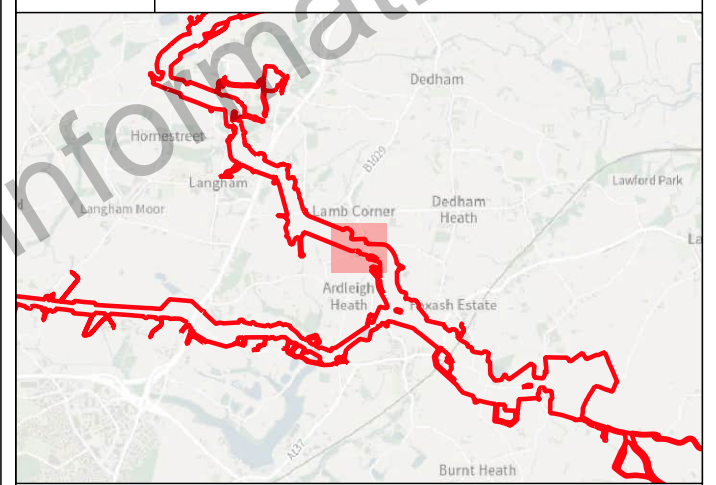 informati
Dedham
Homestreet
B1029
Langham
Lawford Park
Langham Moor
Lamb Corner
Dedham
Heath
La
Ardleigh
Heath
Foxash Estate
A137
Burnt Heath